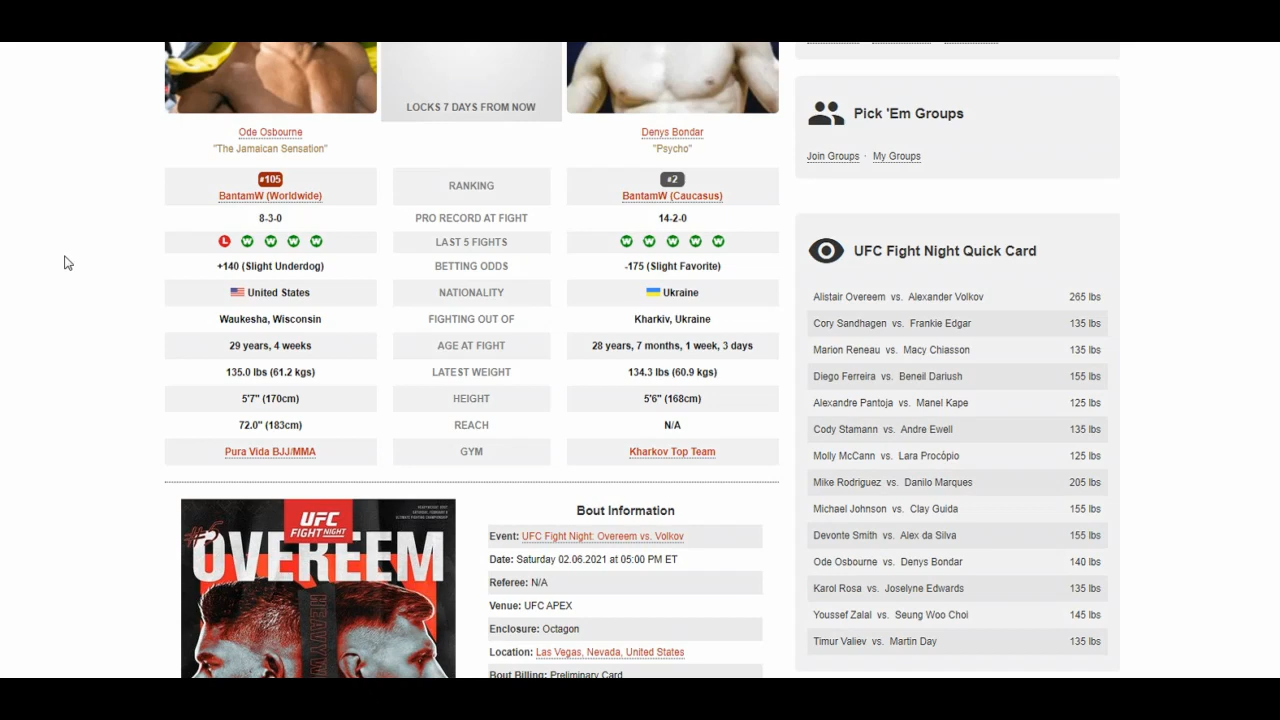 LOCKS 7 DAYS FROM NOW
Ode Osbourne
"The Jamaican Sensation"
Denys Bondar
"Psycho"
#105
BantamW (Worldwide)
RANKING
#2
BantamW (Caucasus)
8-3-0 PRO RECORD AT FIGHT 14-2-0
L W W W W LAST 5 FIGHTS W W W W W
+140 (Slight Underdog) BETTING ODDS -175 (Slight Favorite)
United States NATIONALITY Ukraine
Waukesha, Wisconsin FIGHTING OUT OF Kharkiv, Ukraine
29 years, 4 weeks AGE AT FIGHT 28 years, 7 months, 1 week, 3 days
135.0 lbs (61.2 kgs) LATEST WEIGHT 134.3 lbs (60.9 kgs)
5'7" (170cm) HEIGHT 5'6" (168cm)
72.0" (183cm) REACH N/A
Pura Vida BJJ/MMA GYM Kharkov Top Team
UFC
FIGHT NIGHT
OVEREEM
Bout Information
Event: UFC Fight Night: Overeem vs. Volkov
Date: Saturday 02.06.2021 at 05:00 PM ET
Referee: N/A
Venue: UFC APEX
Enclosure: Octagon
Location: Las Vegas, Nevada, United States
Bout Billing: Preliminary Card
Pick 'Em Groups
Join Groups · My Groups
UFC Fight Night Quick Card
Alistair Overeem vs. Alexander Volkov 265 lbs
Cory Sandhagen vs. Frankie Edgar 135 lbs
Marion Reneau vs. Macy Chiasson 135 lbs
Diego Ferreira vs. Beneil Dariush 155 lbs
Alexandre Pantoja vs. Manel Kape 125 lbs
Cody Stamann vs. Andre Ewell 135 lbs
Molly McCann vs. Lara Procópio 125 lbs
Mike Rodriguez vs. Danilo Marques 205 lbs
Michael Johnson vs. Clay Guida 155 lbs
Devonte Smith vs. Alex da Silva 155 lbs
Ode Osbourne vs. Denys Bondar 140 lbs
Karol Rosa vs. Joselyne Edwards 135 lbs
Youssef Zalal vs. Seung Woo Choi 145 lbs
Timur Valiev vs. Martin Day 135 lbs